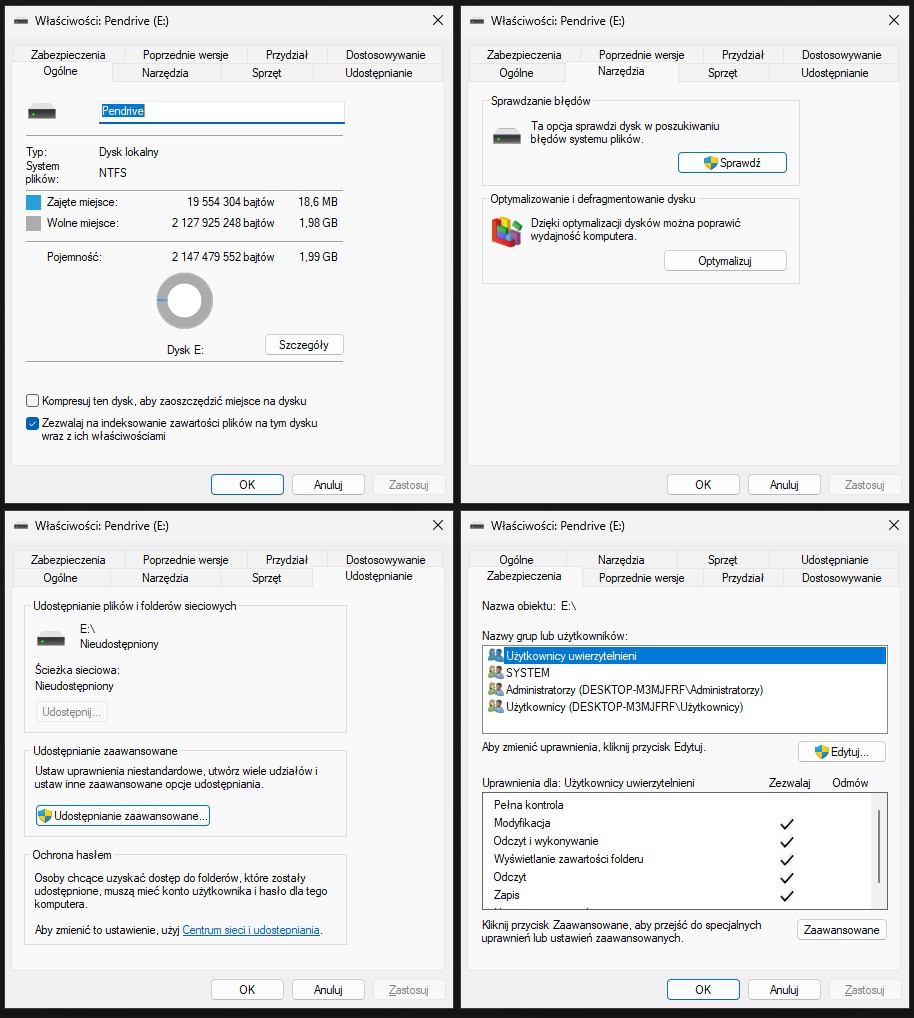 Właściwości: Pendrive (E:)
Zabezpieczenia Poprzednie wersje Przydział Dostosowywanie
Ogólne Narzędzia Sprzęt Udostępnianie
Pendrive
Typ: Dysk lokalny
System
plików: NTFS
Zajęte miejsce: 19 554 304 bajtów 18,6 MB
Wolne miejsce: 2 127 925 248 bajtów 1,98 GB
Pojemność: 2 147 479 552 bajtów 1,99 GB
Dysk E:
Szczegóły
Kompresuj ten dysk, aby zaoszczędzić miejsce na dysku
Zezwalaj na indeksowanie zawartości plików na tym dysku
wraz z ich właściwościami
OK Anuluj Zastosuj
Właściwości: Pendrive (E:)
Zabezpieczenia Poprzednie wersje Przydział Dostosowywanie
Ogólne Narzędzia Sprzęt Udostępnianie
Sprawdzanie błędów
Ta opcja sprawdzi dysk w poszukiwaniu
błędów systemu plików.
Sprawdź
Optymalizowanie i defragmentowanie dysku
Dzięki optymalizacji dysków można poprawić
wydajność komputera.
Optymalizuj
OK Anuluj Zastosuj
Właściwości: Pendrive (E:)
Zabezpieczenia Poprzednie wersje Przydział Dostosowywanie
Ogólne Narzędzia Sprzęt Udostępnianie
Udostępnianie plików i folderów sieciowych
E:\
Nieudostępniony
Ścieżka sieciowa:
Nieudostępniony
Udostępnij...
Udostępnianie zaawansowane
Ustaw uprawnienia niestandardowe, utwórz wiele udziałów i
ustaw inne zaawansowane opcje udostępniania.
Udostępnianie zaawansowane...
Ochrona hasłem
Osoby chcące uzyskać dostęp do folderów, które zostały
udostępnione, muszą mieć konto użytkownika i hasło dla tego
komputera.
Aby zmienić to ustawienie, użyj Centrum sieci i udostępniania.
OK Anuluj Zastosuj
Właściwości: Pendrive (E:)
Ogólne Narzędzia Sprzęt Udostępnianie
Zabezpieczenia Poprzednie wersje Przydział Dostosowywanie
Nazwa obiektu: E:\
Nazwy grup lub użytkowników:
Użytkownicy uwierzytelnieni
SYSTEM
Administratorzy (DESKTOP-M3MJFRF\Administratorzy)
Użytkownicy (DESKTOP-M3MJFRF\Użytkownicy)
Aby zmienić uprawnienia, kliknij przycisk Edytuj. Edytuj...
Uprawnienia dla: Użytkownicy uwierzytelnieni Zezwalaj Odmów
Pełna kontrola
Modyfikacja
Odczyt i wykonywanie
Wyświetlanie zawartości folderu
Odczyt
Zapis
Kliknij przycisk Zaawansowane, aby przejść do specjalnych
uprawnień lub ustawień zaawansowanych.
Zaawansowane
OK Anuluj Zastosuj